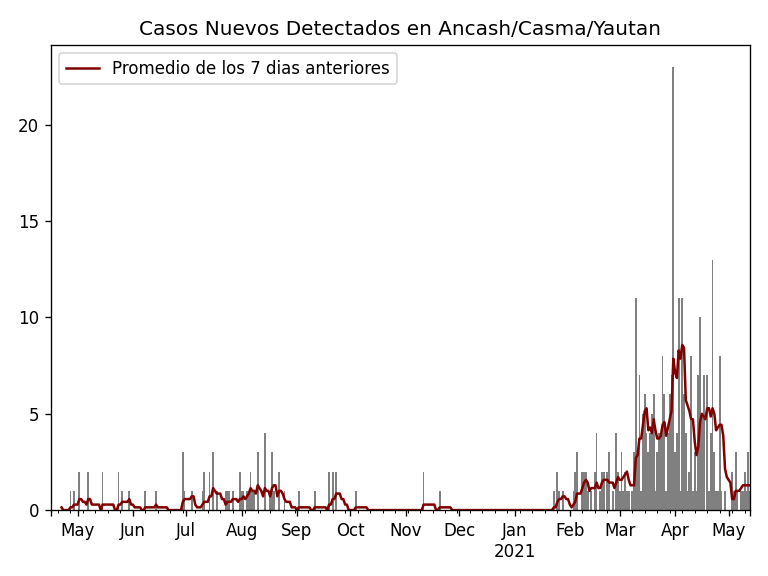 Casos Nuevos Detectados en Ancash/Casma/Yautan
Promedio de los 7 dias anteriores
20
15
10
5
0
May Jun Jul Aug Sep Oct Nov Dec Jan Feb Mar Apr May
2021